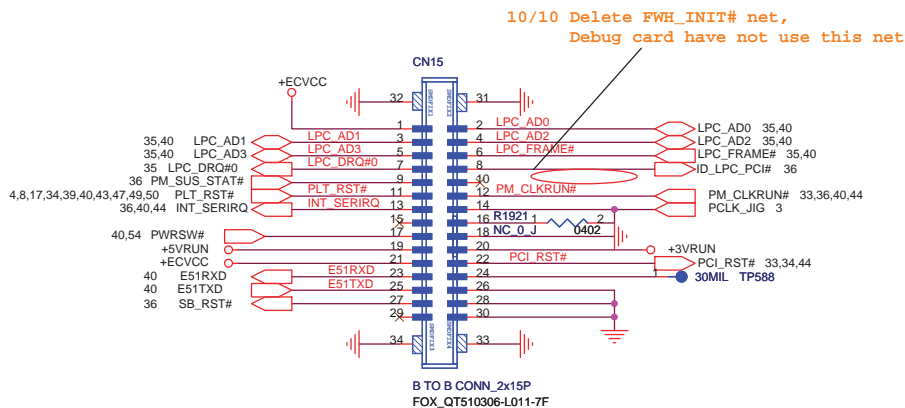 10/10 Delete FWH_INIT# net,
Debug card have not use this net
CN15
+ECVCC
32 SMDFIX1 SMDFIX2 31
1 2 LPC_AD0 LPC_AD0 35,40
35,40 LPC_AD1 LPC_AD1 3 4 LPC_AD2 LPC_AD2 35,40
35,40 LPC_AD3 LPC_AD3 5 6 LPC_FRAME# LPC_FRAME# 35,40
35 LPC_DRQ#0 LPC_DRQ#0 7 8 ID_LPC_PCI# 36
36 PM_SUS_STAT# 9 10
4,8,17,34,39,40,43,47,49,50 PLT_RST# PLT_RST# 11 12 PM_CLKRUN# PM_CLKRUN# 33,36,40,44
36,40,44 INT_SERIRQ INT_SERIRQ 13 14 PCLK_JIG 3
15 16 R1921 1 2
40,54 PWRSW# 17 18 NC_0_J 0402
+5VRUN 19 20 +3VRUN
+ECVCC 21 22 PCI_RST# PCI_RST# 33,34,44
40 E51RXD E51RXD 23 24 1 30MIL TP588
40 E51TXD E51TXD 25 26
36 SB_RST# 27 28
29 30
34 SMDFIX3 SMDFIX4 33
B TO B CONN_2x15P
FOX_QT510306-L011-7F